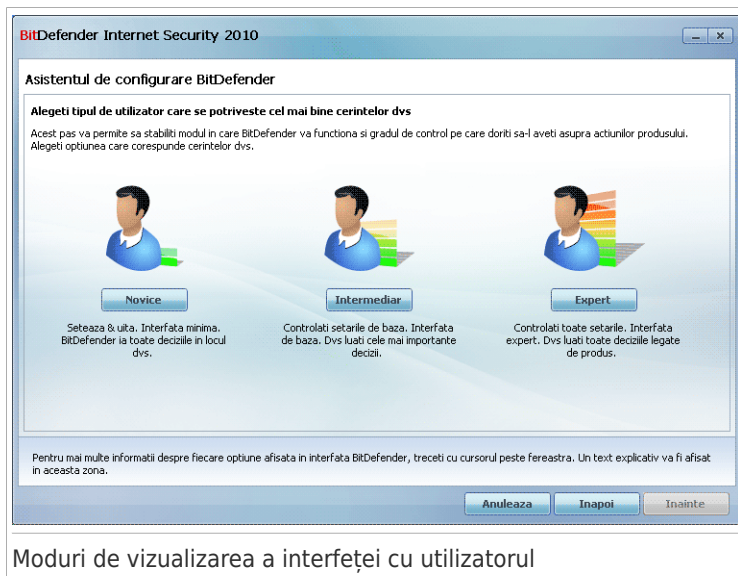 BitDefender Internet Security 2010
Asistentul de configurare BitDefender
Alegeti tipul de utilizator care se potriveste cel mai bine cerintelor dvs
Acest pas va permite sa stabiliti modul in care BitDefender va functiona si gradul de control pe care doriti sa-l aveti asupra actiunilor produsului.
Alegeti optiunea care corespunde cerintelor dvs.
Novice
Seteaza & uita. Interfata minima.
BitDefender ia toate deciziile in locul
dvs.
Intermediar
Controlati setarile de baza. Interfata
de baza. Dvs luati cele mai importante
decizii.
Expert
Controlati toate setarile. Interfata
expert. Dvs luati toate deciziile legate
de produs.
Pentru mai multe informatii despre fiecare optiune afisata in interfata BitDefender, treceti cu cursorul peste fereastra. Un text explicativ va fi afisat
in aceasta zona.
Anuleaza Inapoi Inainte
Moduri de vizualizarea a interfeței cu utilizatorul